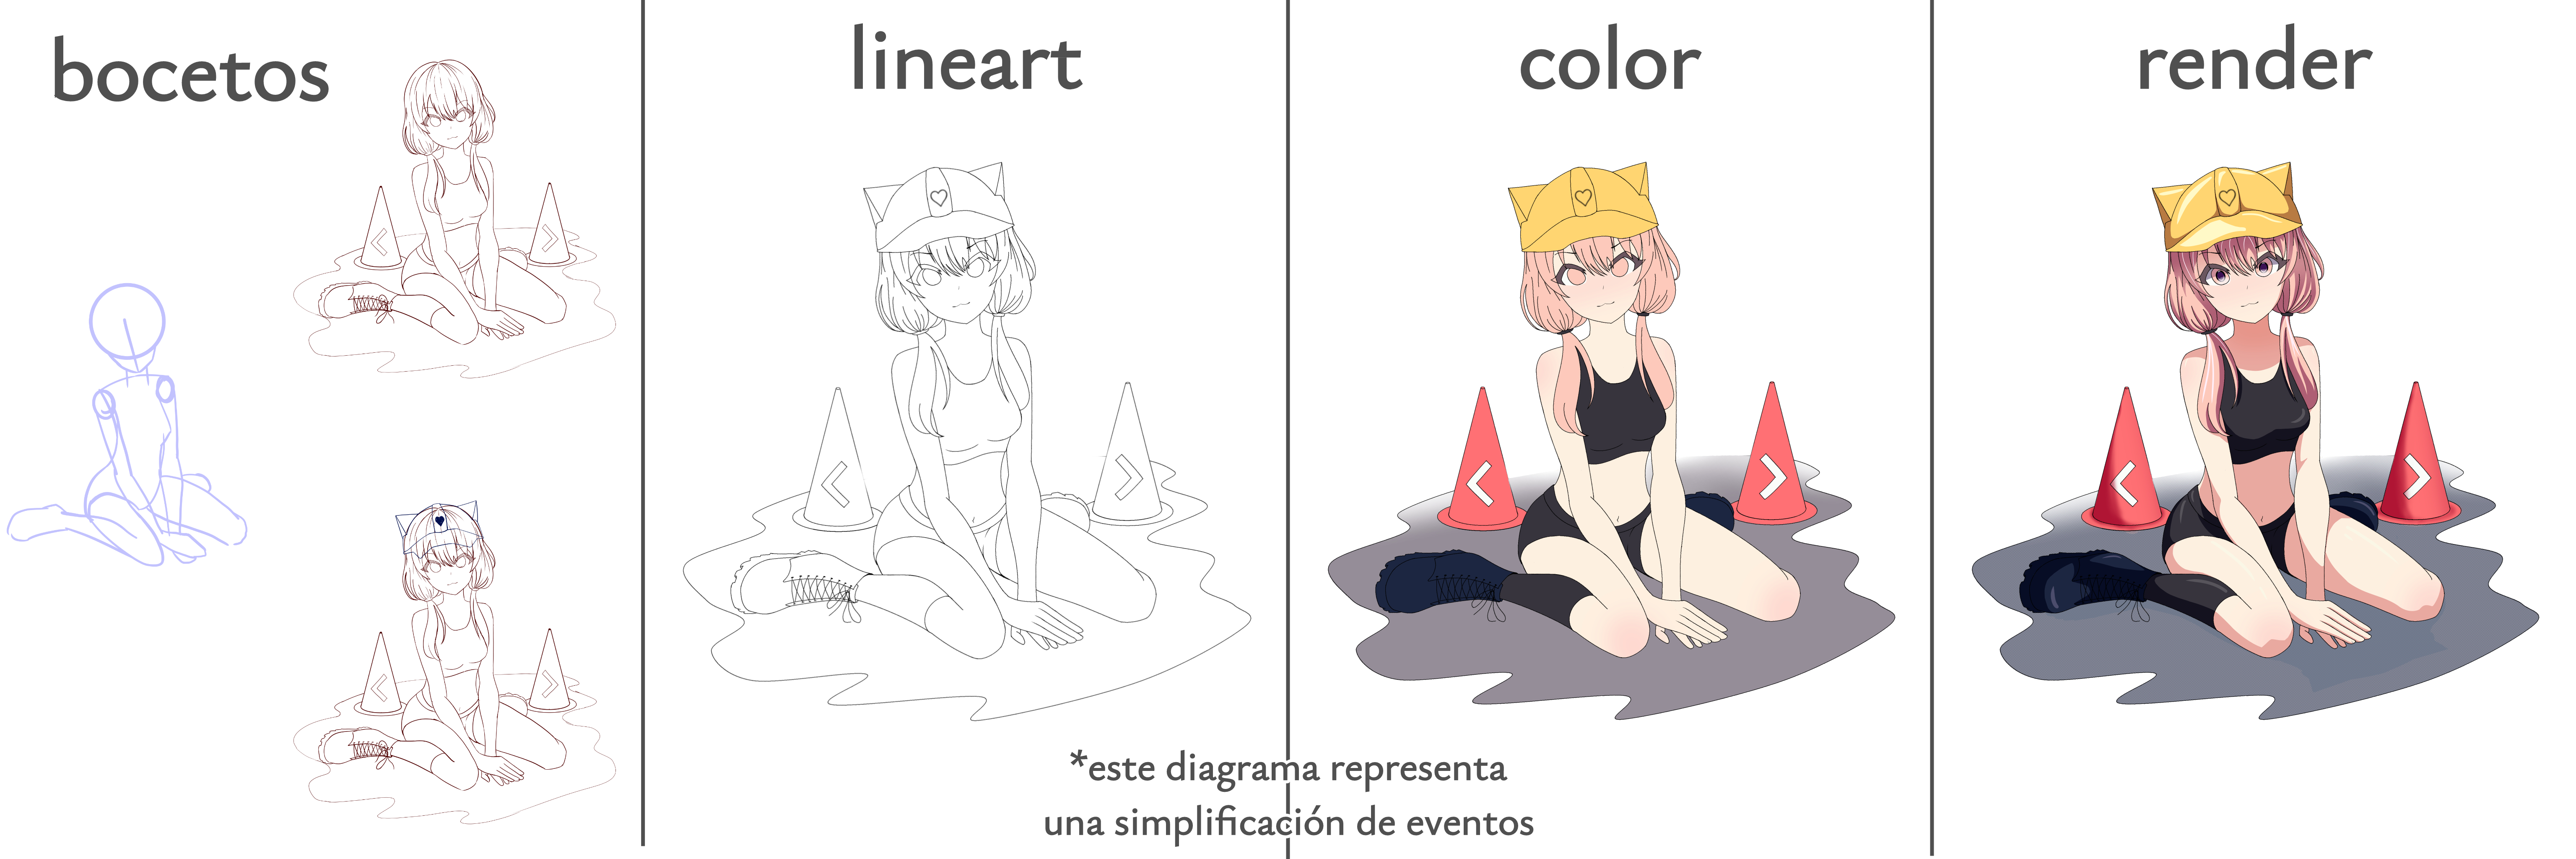 bocetos
lineart
color
render
*este diagrama representa
una simplificación de eventos